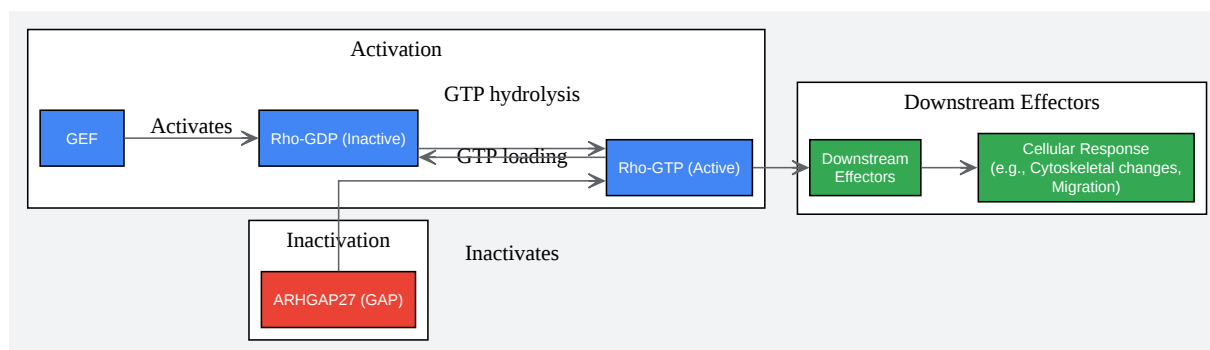 Activation
GTP hydrolysis
GEF
Activates
Rho-GDP (Inactive)
GTP loading
Rho-GTP (Active)
Downstream Effectors
Downstream
Effectors
Cellular Response
(e.g., Cytoskeletal changes,
Migration)
Inactivation
Inactivates
ARHGAP27 (GAP)